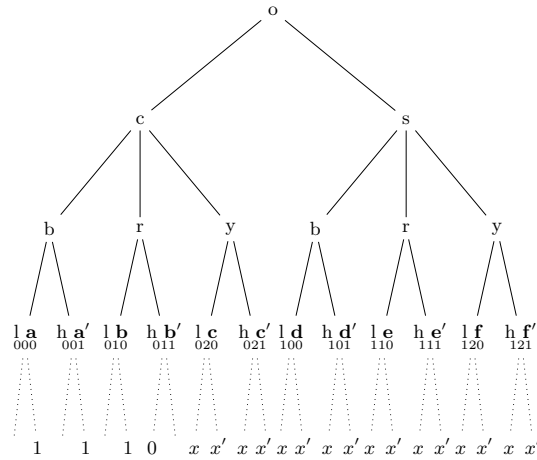 o
c s
b r y b r y
l a h a′ l b h b′ l c h c′ l d h d′ l e h e′ l f h f′
000 001 010 011 020 021 100 101 110 111 120 121
1 1 1 0 x x′ x x′ x x′ x x′ x x′ x x′ x x′ x x′